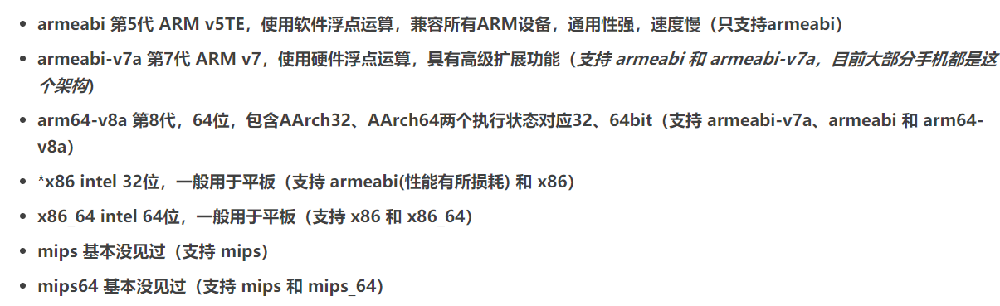 • armeabi 第5代 ARM v5TE，使用软件浮点运算，兼容所有ARM设备，通用性强，速度慢（只支持armeabi）
• armeabi-v7a 第7代 ARM v7，使用硬件浮点运算，具有高级扩展功能（支持 armeabi 和 armeabi-v7a，目前大部分手机都是这
个架构）
• arm64-v8a 第8代，64位，包含AArch32、AArch64两个执行状态对应32、64bit（支持 armeabi-v7a、armeabi 和 arm64-
v8a）
• *x86 intel 32位，一般用于平板（支持 armeabi(性能有所损耗) 和 x86）
• x86_64 intel 64位，一般用于平板（支持 x86 和 x86_64）
• mips 基本没见过（支持 mips）
• mips64 基本没见过（支持 mips 和 mips_64）